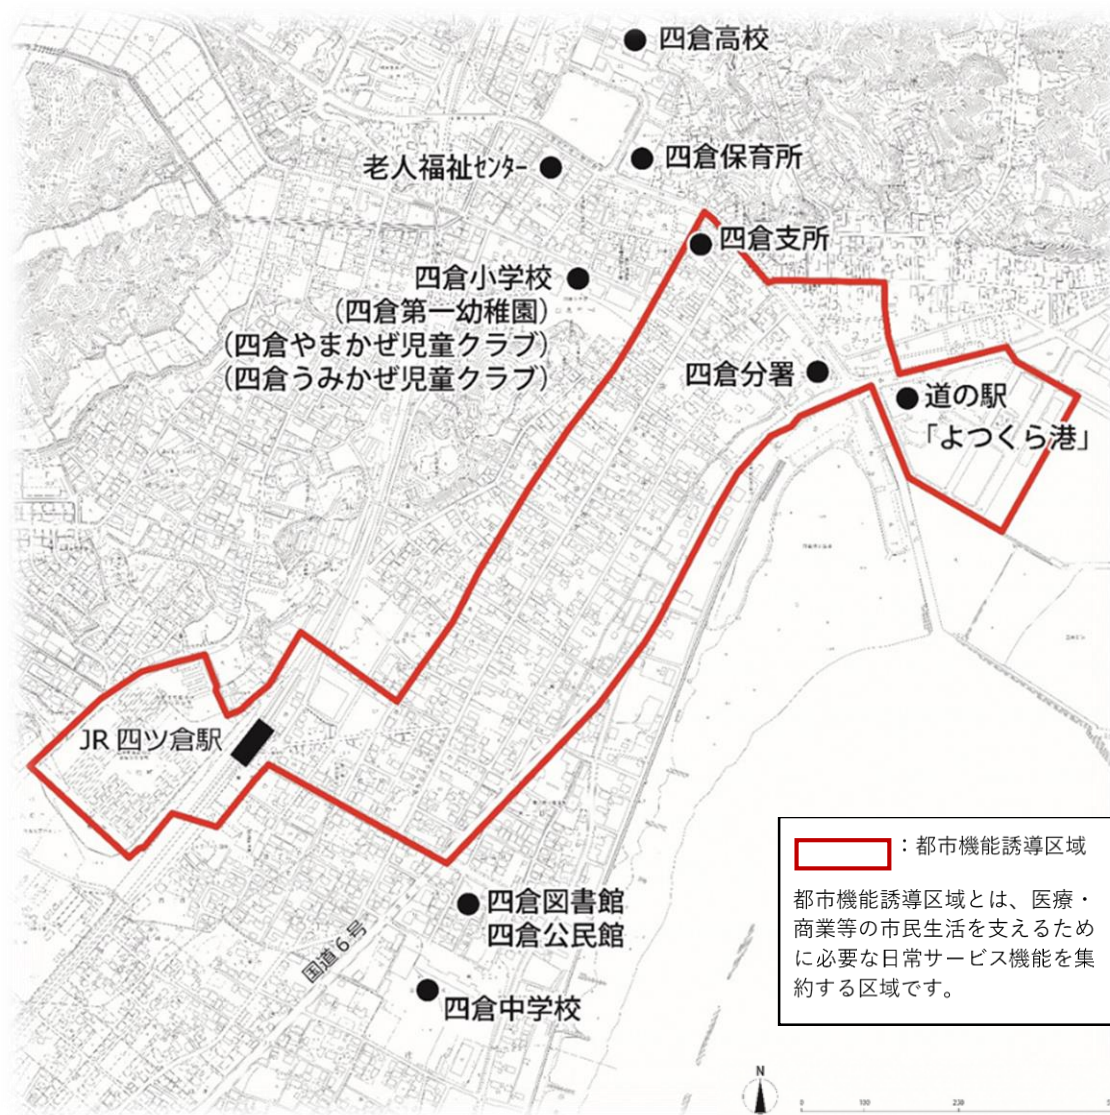 四倉高校
老人福祉センター
四倉保育所
四倉支所
四倉小学校
(四倉第一幼稚園)
(四倉やまかぜ児童クラブ)
(四倉うみかぜ児童クラブ)
四倉分署
道の駅
「よつくら港」
JR 四ツ倉駅
：都市機能誘導区域
都市機能誘導区域とは、医療・
商業等の市民生活を支えるため
に必要な日常サービス機能を集
約する区域です。
四倉図書館
四倉公民館
国道6号
四倉中学校
N
0